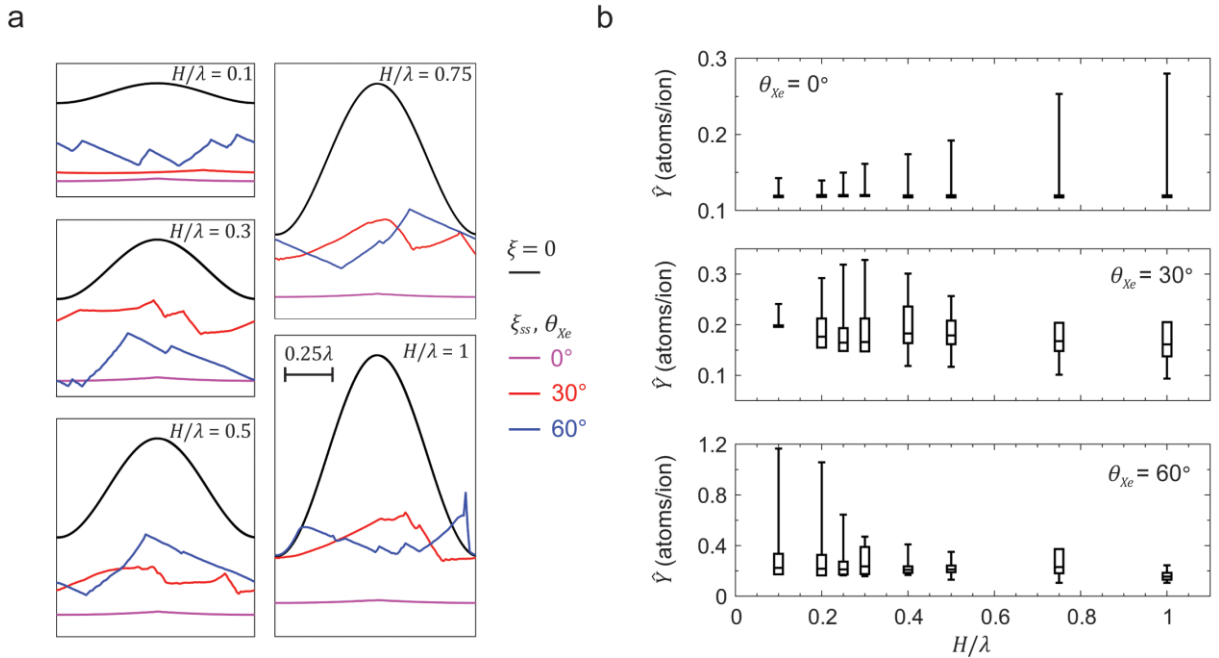 a
H/λ = 0.1
H/λ = 0.3
H/λ = 0.5
H/λ = 0.75
H/λ = 1
0.25λ
ξ = 0
ξss, θXe
0°
30°
60°
b
θXe = 0°
Ŷ (atoms/ion)
0.3
0.2
0.1
θXe = 30°
Ŷ (atoms/ion)
0.3
0.2
0.1
θXe = 60°
Ŷ (atoms/ion)
1.2
0.8
0.4
0
0 0.2 0.4 0.6 0.8 1
H/λ